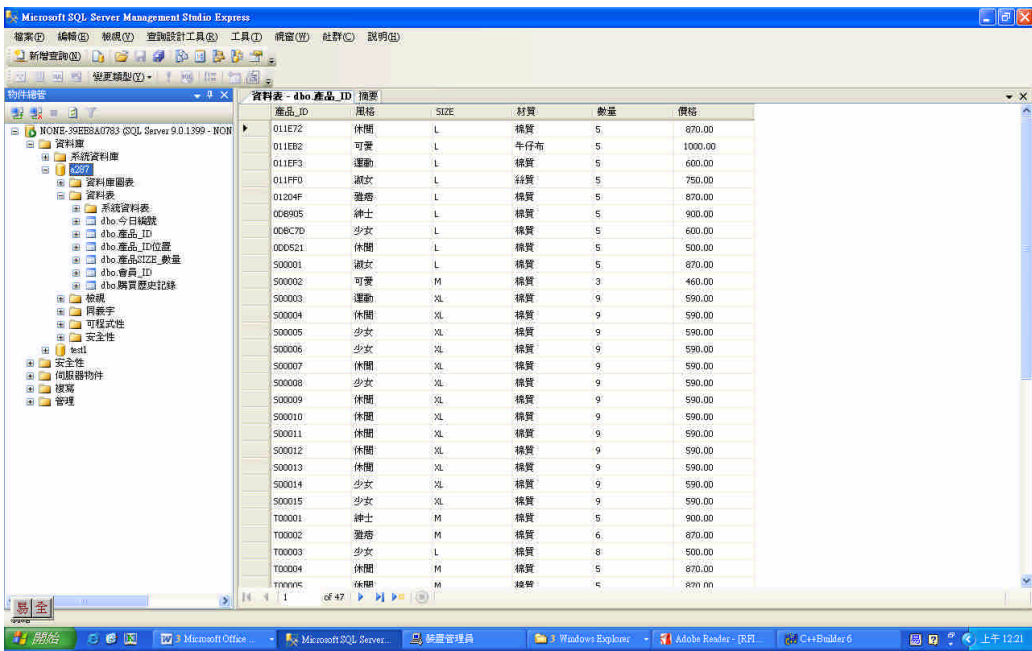 Microsoft SQL Server Management Studio Express
檔案(F) 編輯(E) 檢視(V) 查詢設計工具(R) 工具(T) 視窗(W) 社群(C) 說明(H)
新增查詢(N)
變更類型(Y)
物件總管
資料表 - dbo.產品_ID 摘要
NONE-39EE8A0783 (SQL Server 9.0.1399 - NON
資料庫
系統資料庫
a287
資料庫圖表
資料表
系統資料表
dbo.今日編號
dbo.產品_ID
dbo.產品_ID位置
dbo.產品SIZE_數量
dbo.會員_ID
dbo.購買歷史記錄
檢視
同義字
可程式性
安全性
test1
安全性
伺服器物件
複寫
管理
產品_ID 風格 SIZE 材質 數量 價格
011E72 休閒 L 棉質 5 870.00
011EB2 可愛 L 牛仔布 5 1000.00
011EF3 運動 L 棉質 5 600.00
011FF0 淑女 L 絲質 5 750.00
01204F 雅痞 L 棉質 5 870.00
0DB905 紳士 L 棉質 5 900.00
0DBC7D 少女 L 棉質 5 600.00
0DD521 休閒 L 棉質 5 500.00
S00001 淑女 L 棉質 5 870.00
S00002 可愛 M 棉質 3 460.00
S00003 運動 XL 棉質 9 590.00
S00004 休閒 XL 棉質 9 590.00
S00005 少女 XL 棉質 9 590.00
S00006 少女 XL 棉質 9 590.00
S00007 休閒 XL 棉質 9 590.00
S00008 少女 XL 棉質 9 590.00
S00009 休閒 XL 棉質 9 590.00
S00010 休閒 XL 棉質 9 590.00
S00011 休閒 XL 棉質 9 590.00
S00012 休閒 XL 棉質 9 590.00
S00013 休閒 XL 棉質 9 590.00
S00014 少女 XL 棉質 9 590.00
S00015 少女 XL 棉質 9 590.00
T00001 紳士 M 棉質 5 900.00
T00002 雅痞 M 棉質 6 870.00
T00003 少女 L 棉質 8 500.00
T00004 休閒 M 棉質 5 870.00
T00005 休閒 M 棉質 5 870.00
1 of 47
易 全
開始 3 Microsoft Office ... Microsoft SQL Server... 裝置管理員 3 Windows Explorer Adobe Reader - [RFI... C++Builder 6 上午 12:21